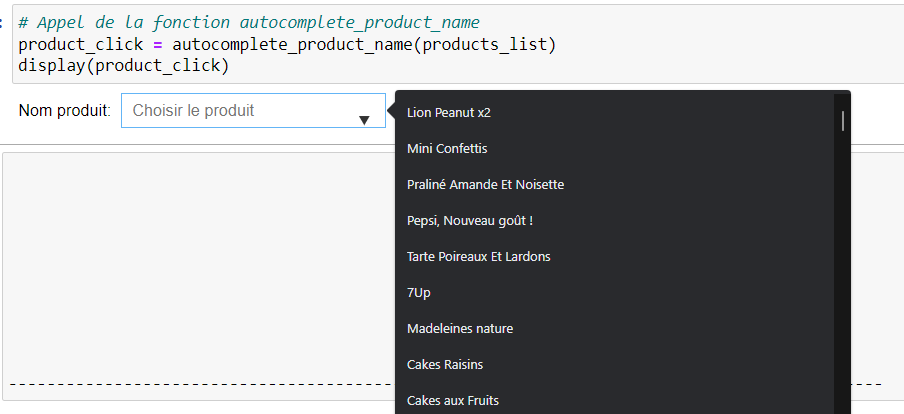 # Appel de la fonction autocomplete_product_name
product_click = autocomplete_product_name(products_list)
display(product_click)
Nom produit: Choisir le produit
Lion Peanut x2
Mini Confettis
Praliné Amande Et Noisette
Pepsi, Nouveau goût !
Tarte Poireaux Et Lardons
7Up
Madeleines nature
Cakes Raisins
Cakes aux Fruits